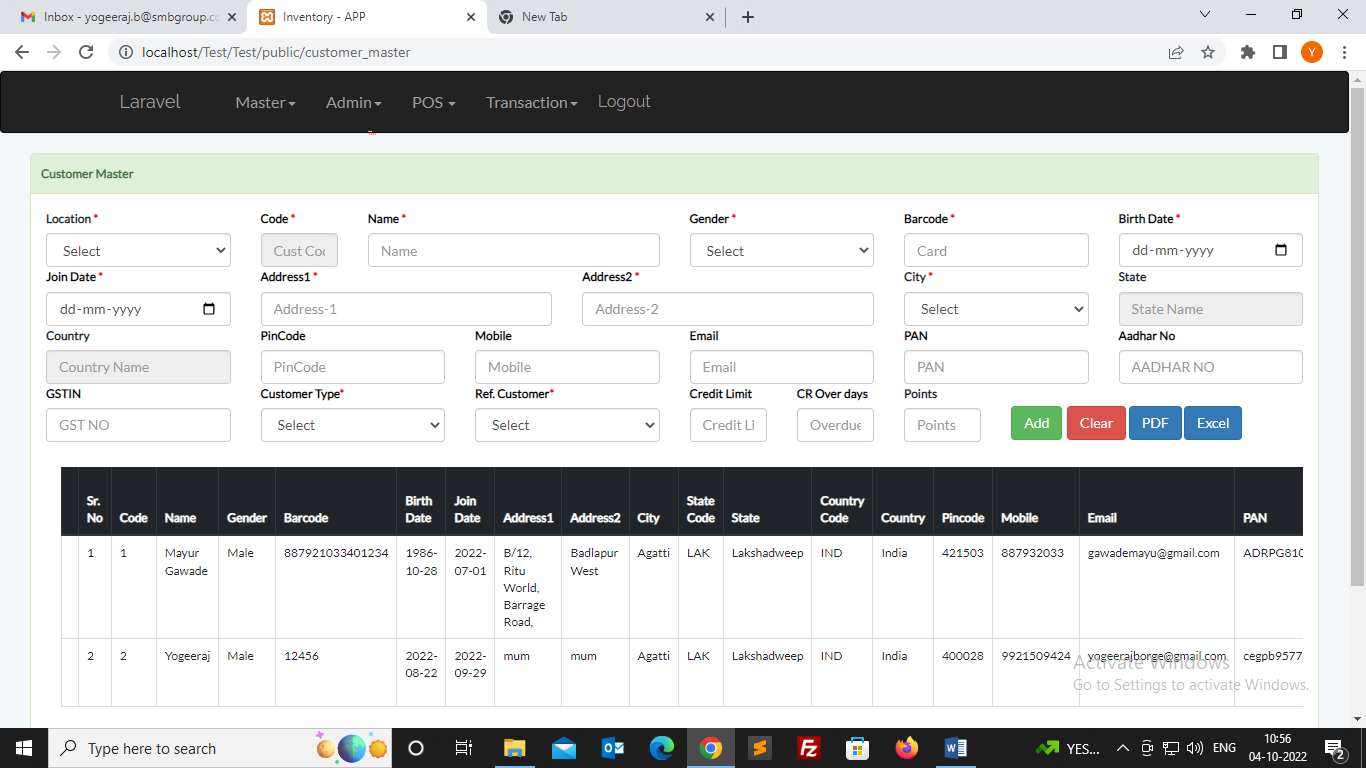 Inbox - yogeeraj.b@smbgroup.cc
Inventory - APP
New Tab
localhost/Test/Test/public/customer_master
Y
Laravel Master Admin POS Transaction Logout
Customer Master
Location * Code * Name * Gender * Barcode * Birth Date *
Select Cust Coc Name Select Card dd-mm-yyyy
Join Date * Address1 * Address2 * City * State
dd-mm-yyyy Address-1 Address-2 Select State Name
Country PinCode Mobile Email PAN Aadhar No
Country Name PinCode Mobile Email PAN AADHAR NO
GSTIN Customer Type* Ref. Customer* Credit Limit CR Over days Points
GST NO Select Select Credit Li Overdue Points Add Clear PDF Excel
Sr. No Code Name Gender Barcode Birth Date Join Date Address1 Address2 City State Code State Country Code Country Pincode Mobile Email PAN
1 1 Mayur Gawade Male 887921033401234 1986-10-28 2022-07-01 B/12, Ritu World, Barrage Road, Badlapur West Agatti LAK Lakshadweep IND India 421503 887932033 gawademayu@gmail.com ADRPG810
2 2 Yogeeraj Male 12456 2022-08-22 2022-09-29 mum mum Agatti LAK Lakshadweep IND India 400028 9921509424 yogeerajborge@gmail.com cegpb9577
Activate Windows
Go to Settings to activate Windows.
Type here to search
YES...
ENG
10:56
04-10-2022
2